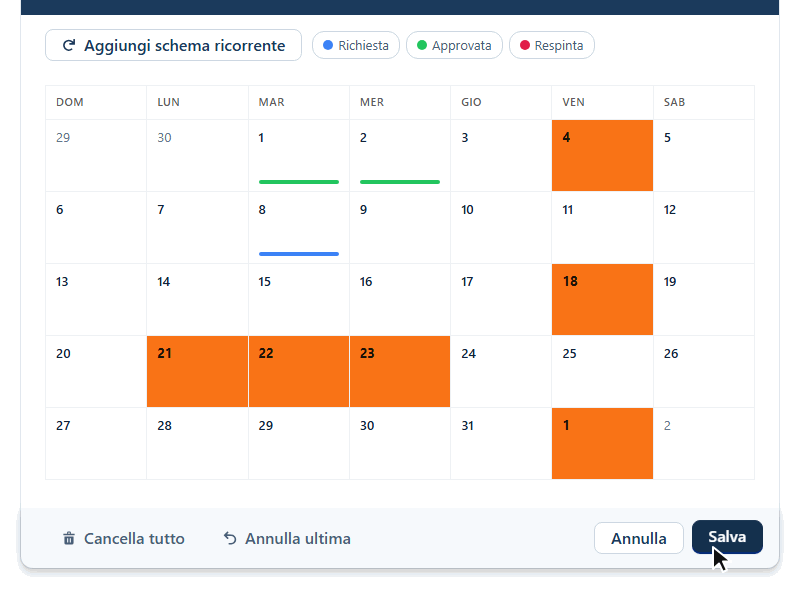 Aggiungi schema ricorrente Richiesta Approvata Respinta
DOM LUN MAR MER GIO VEN SAB
29 30 1 2 3 4 5
6 7 8 9 10 11 12
13 14 15 16 17 18 19
20 21 22 23 24 25 26
27 28 29 30 31 1 2
Cancella tutto Annulla ultima Annulla Salva